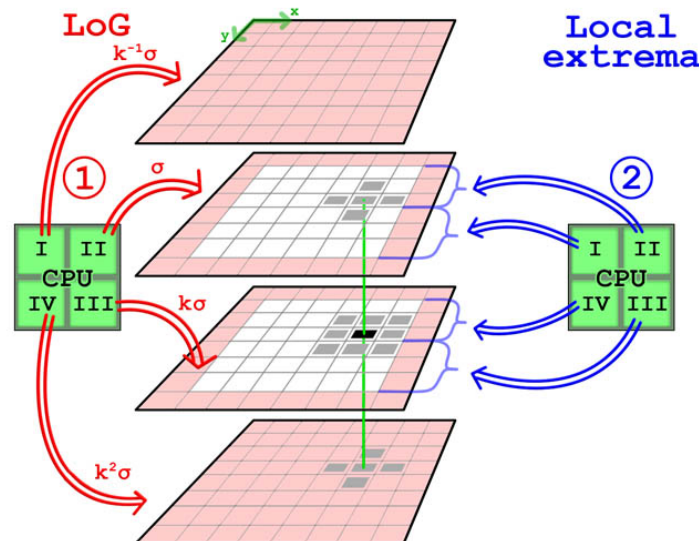 LoG
x
y
Local
extrema
k⁻¹σ
1
σ
2
I II
CPU
IV III
I II
CPU
IV III
kσ
k²σ